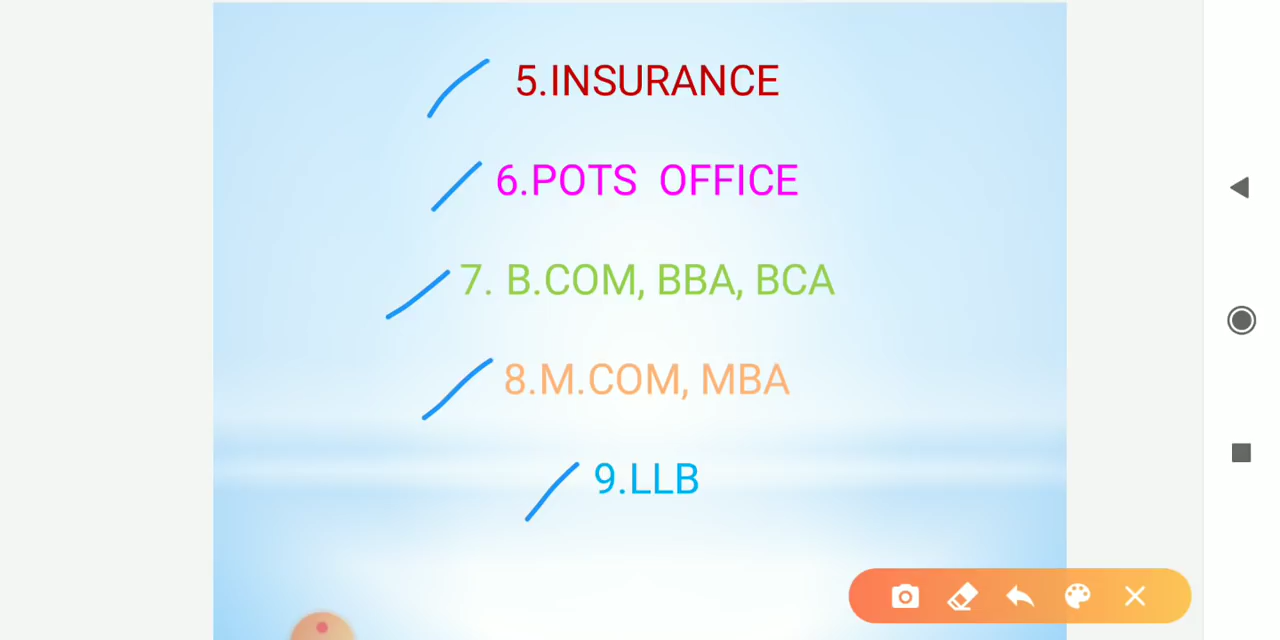 5.INSURANCE
6.POTS OFFICE
7. B.COM, BBA, BCA
8.M.COM, MBA
9.LLB